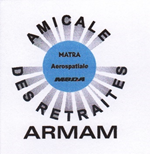 AMICALE
MATRA
Aerospatiale
MBDA
DES RETRAITES
ARMAM